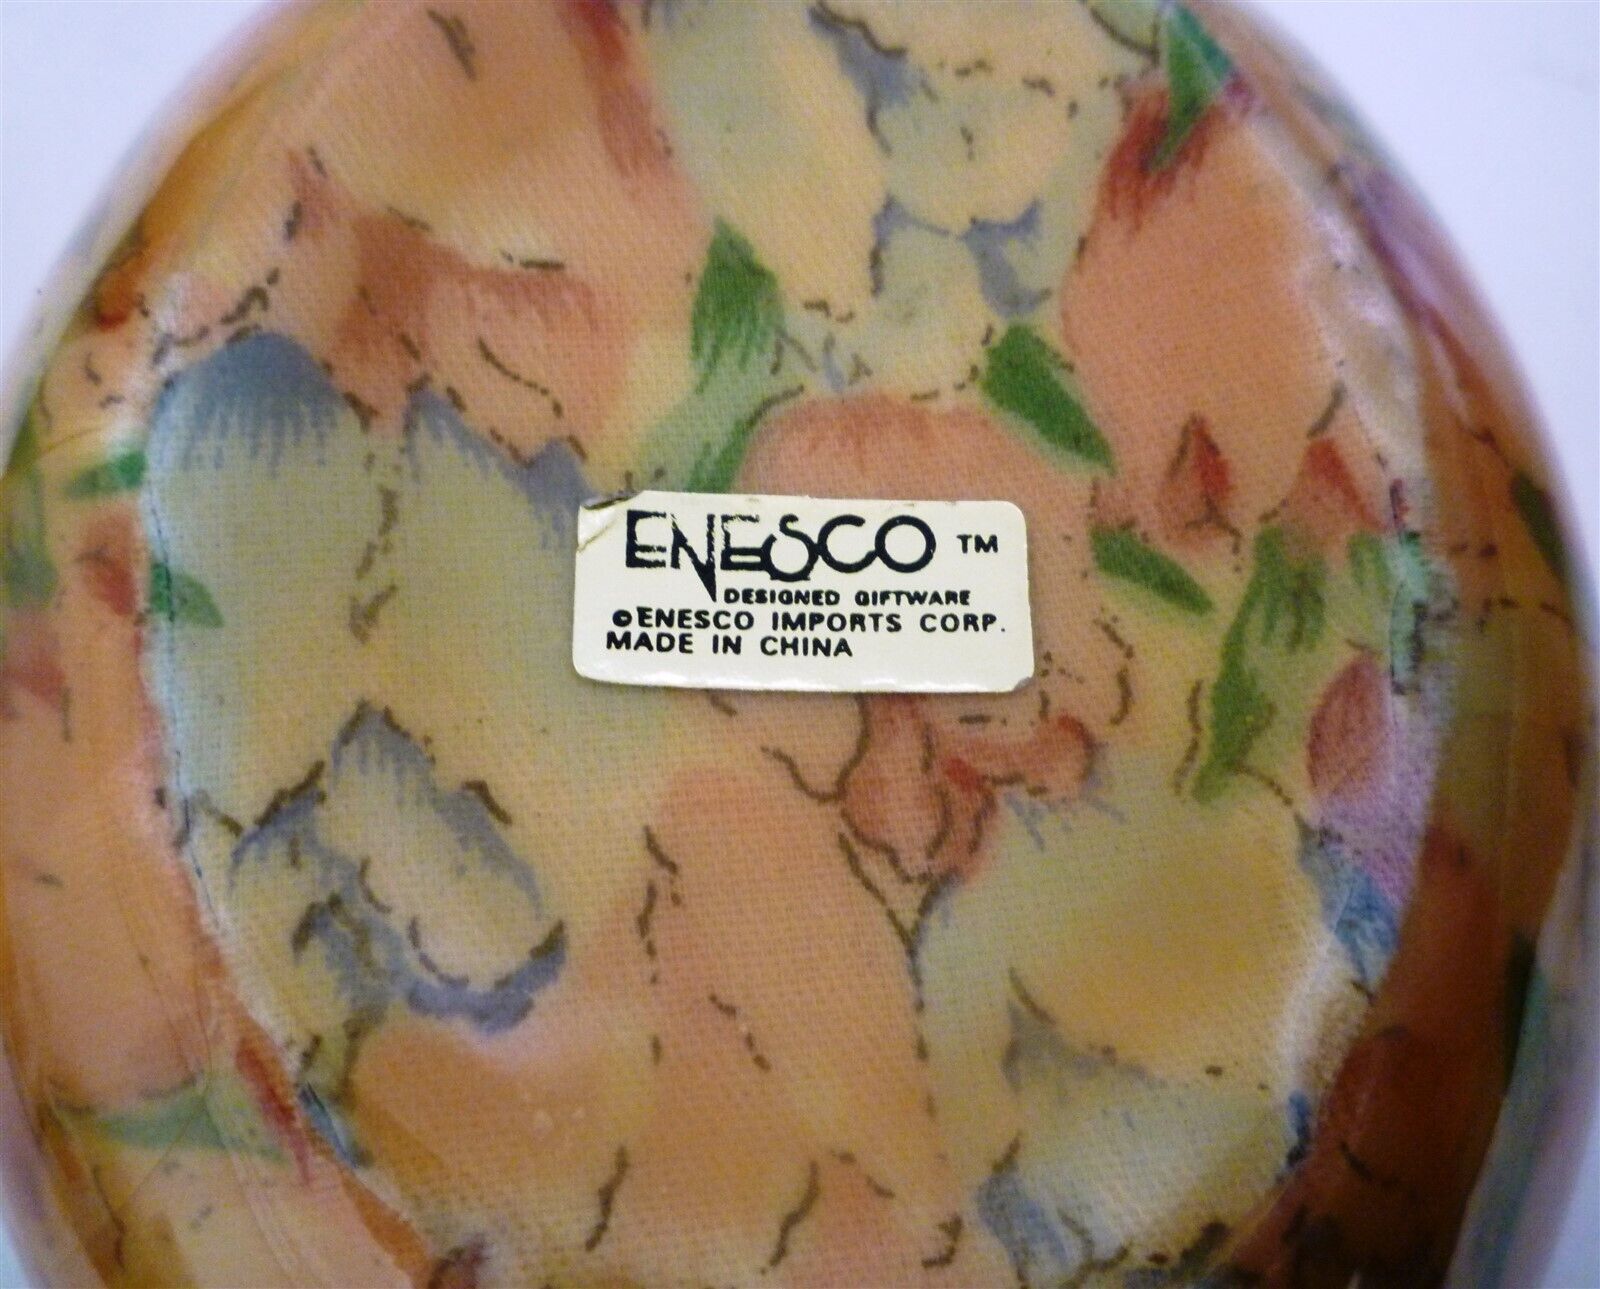 ENESCO ™
DESIGNED GIFTWARE
©ENESCO IMPORTS CORP.
MADE IN CHINA